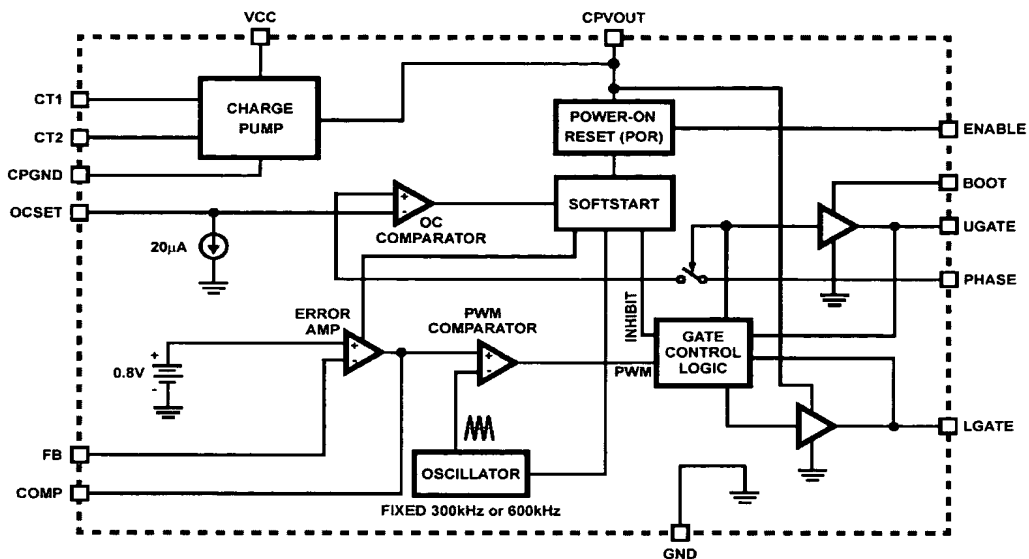 VCC
CPVOUT
CT1
CT2
CPGND
OCSET
CHARGE
PUMP
POWER-ON
RESET (POR)
ENABLE
BOOT
UGATE
PHASE
SOFTSTART
+
-
OC
COMPARATOR
20µA
ERROR
AMP
PWM
COMPARATOR
INHIBIT
GATE
CONTROL
LOGIC
PWM
+
0.8V
-
+
-
+
-
LGATE
FB
COMP
OSCILLATOR
FIXED 300kHz or 600kHz
GND